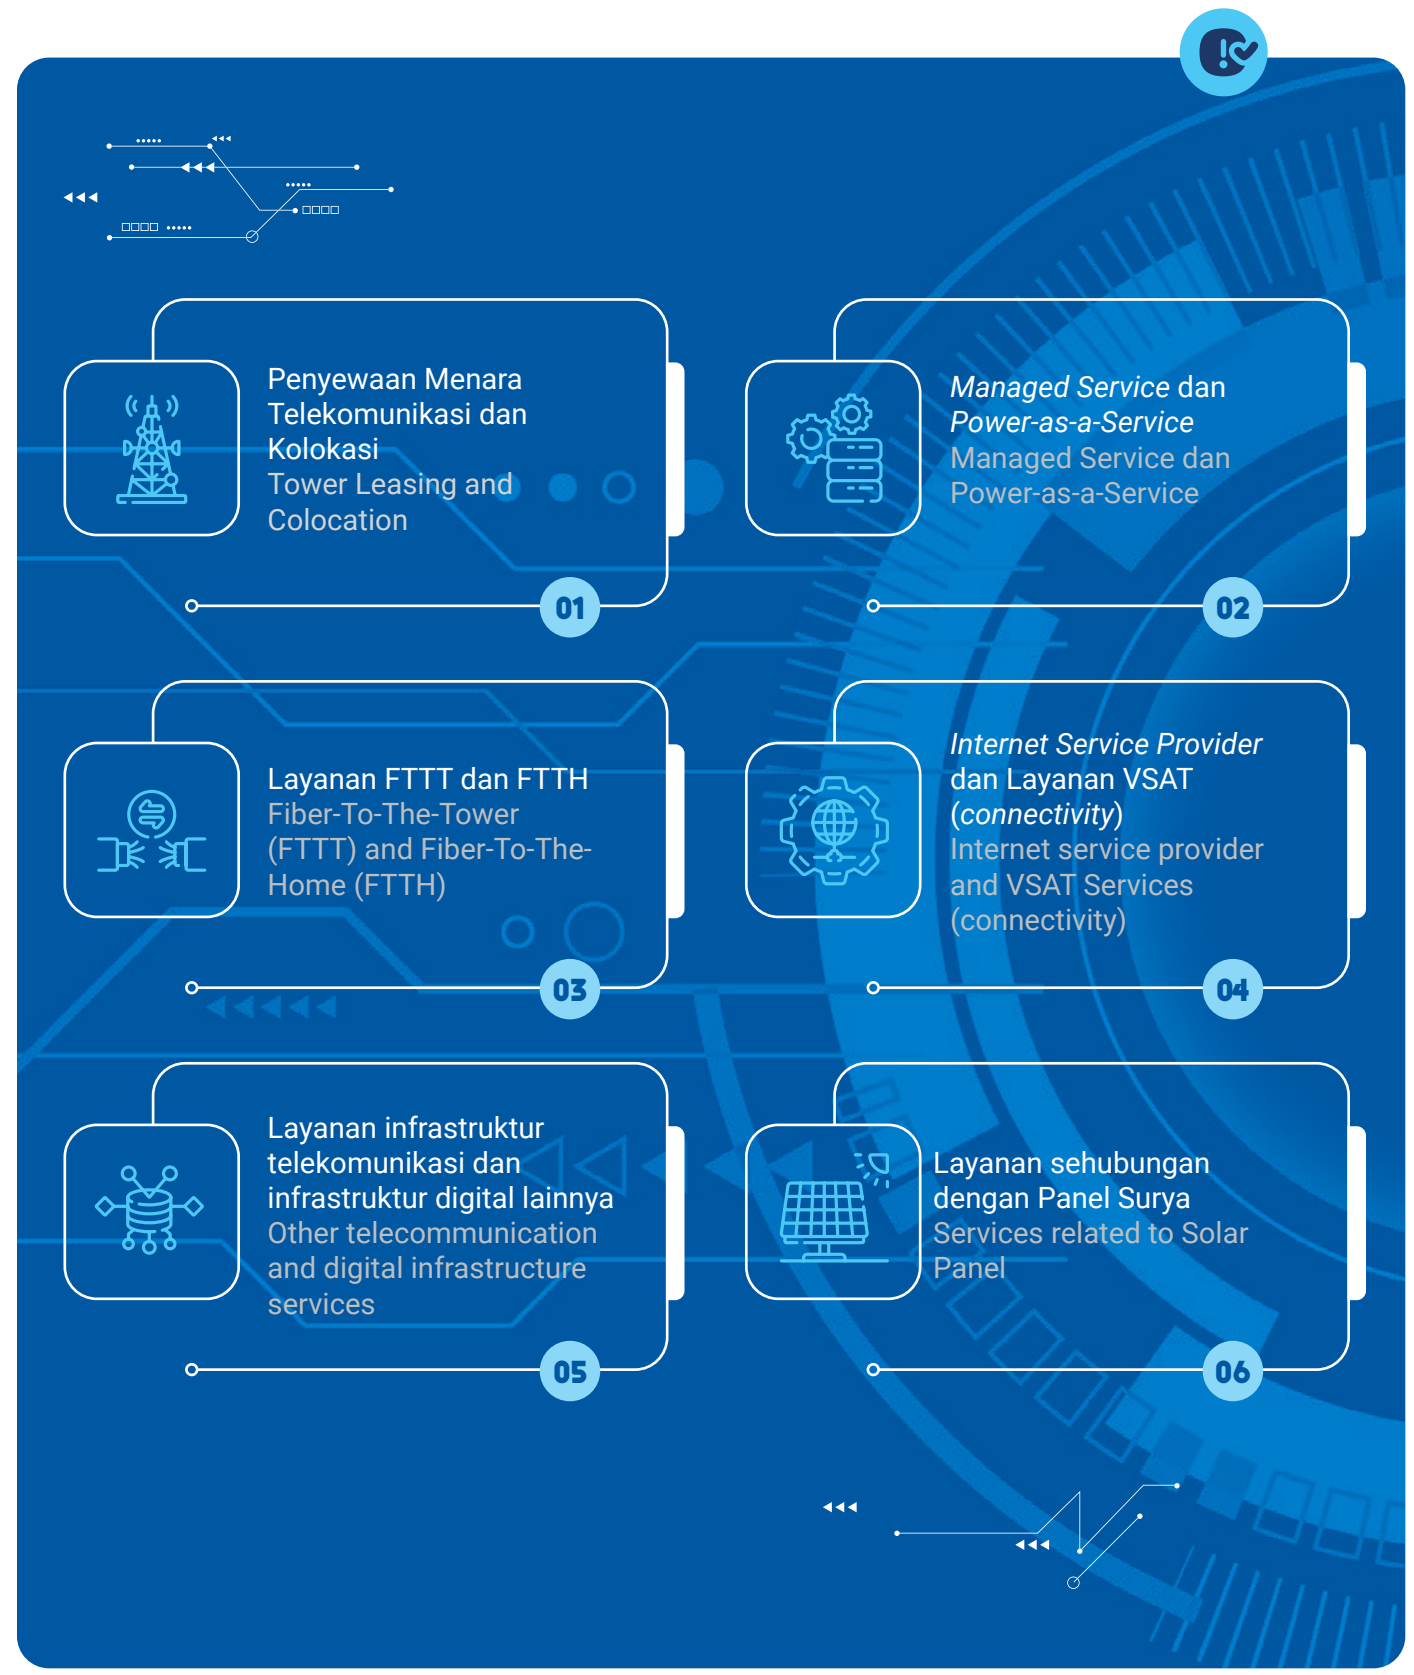 Penyewaan Menara
Telekomunikasi dan
Kolokasi
Tower Leasing and
Colocation
01
Managed Service dan
Power-as-a-Service
Managed Service dan
Power-as-a-Service
02
Layanan FTTT dan FTTH
Fiber-To-The-Tower
(FTTT) and Fiber-To-The-
Home (FTTH)
03
Internet Service Provider
dan Layanan VSAT
(connectivity)
Internet service provider
and VSAT Services
(connectivity)
04
Layanan infrastruktur
telekomunikasi dan
infrastruktur digital lainnya
Other telecommunication
and digital infrastructure
services
05
Layanan sehubungan
dengan Panel Surya
Services related to Solar
Panel
06